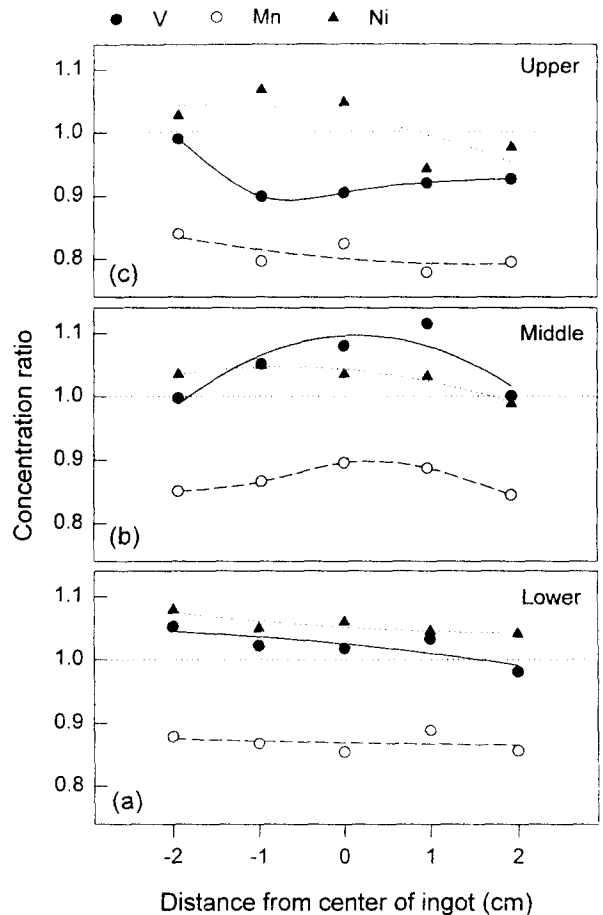 V Mn Ni
Upper
1.1
1.0
0.9
0.8
(c)
Middle
1.1
1.0
0.9
0.8
(b)
Lower
1.1
1.0
0.9
0.8
(a)
Concentration ratio
-2 -1 0 1 2
Distance from center of ingot (cm)